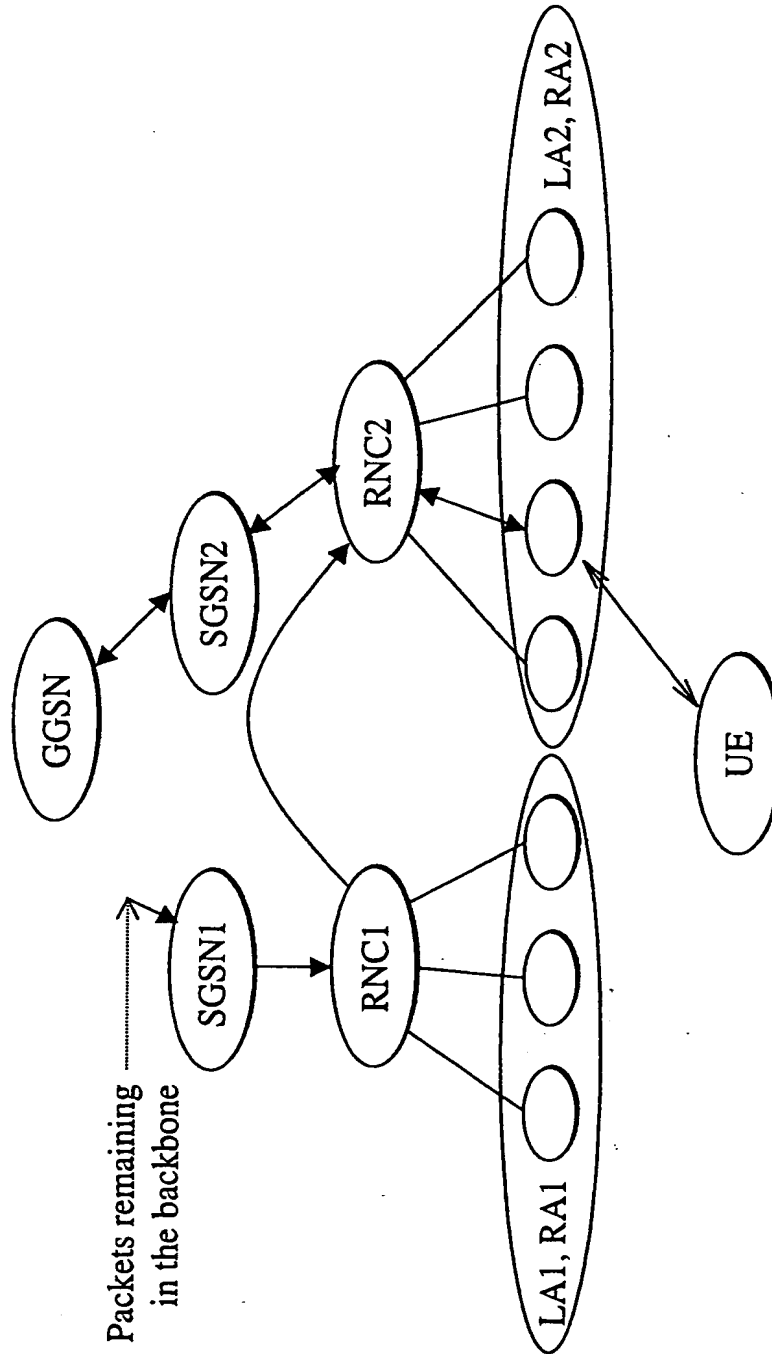 Packets remaining
in the backbone
GGSN
SGSN1
SGSN2
RNC1
RNC2
LA1, RA1
LA2, RA2
UE